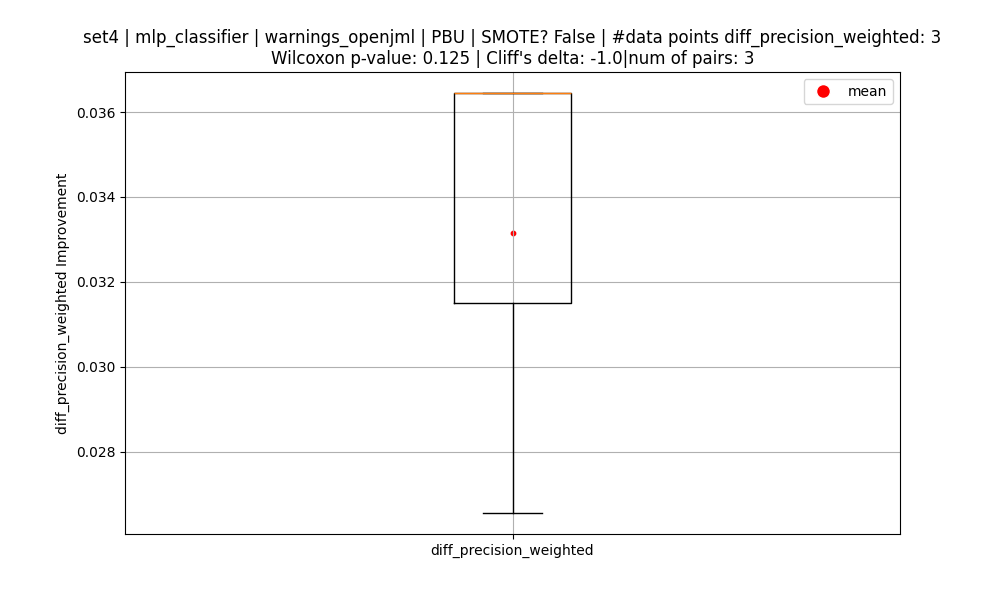 set4 | mlp_classifier | warnings_openjml | PBU | SMOTE? False | #data points diff_precision_weighted: 3
Wilcoxon p-value: 0.125 | Cliff's delta: -1.0|num of pairs: 3
mean
0.036
0.034
0.032
0.030
0.028
diff_precision_weighted Improvement
diff_precision_weighted